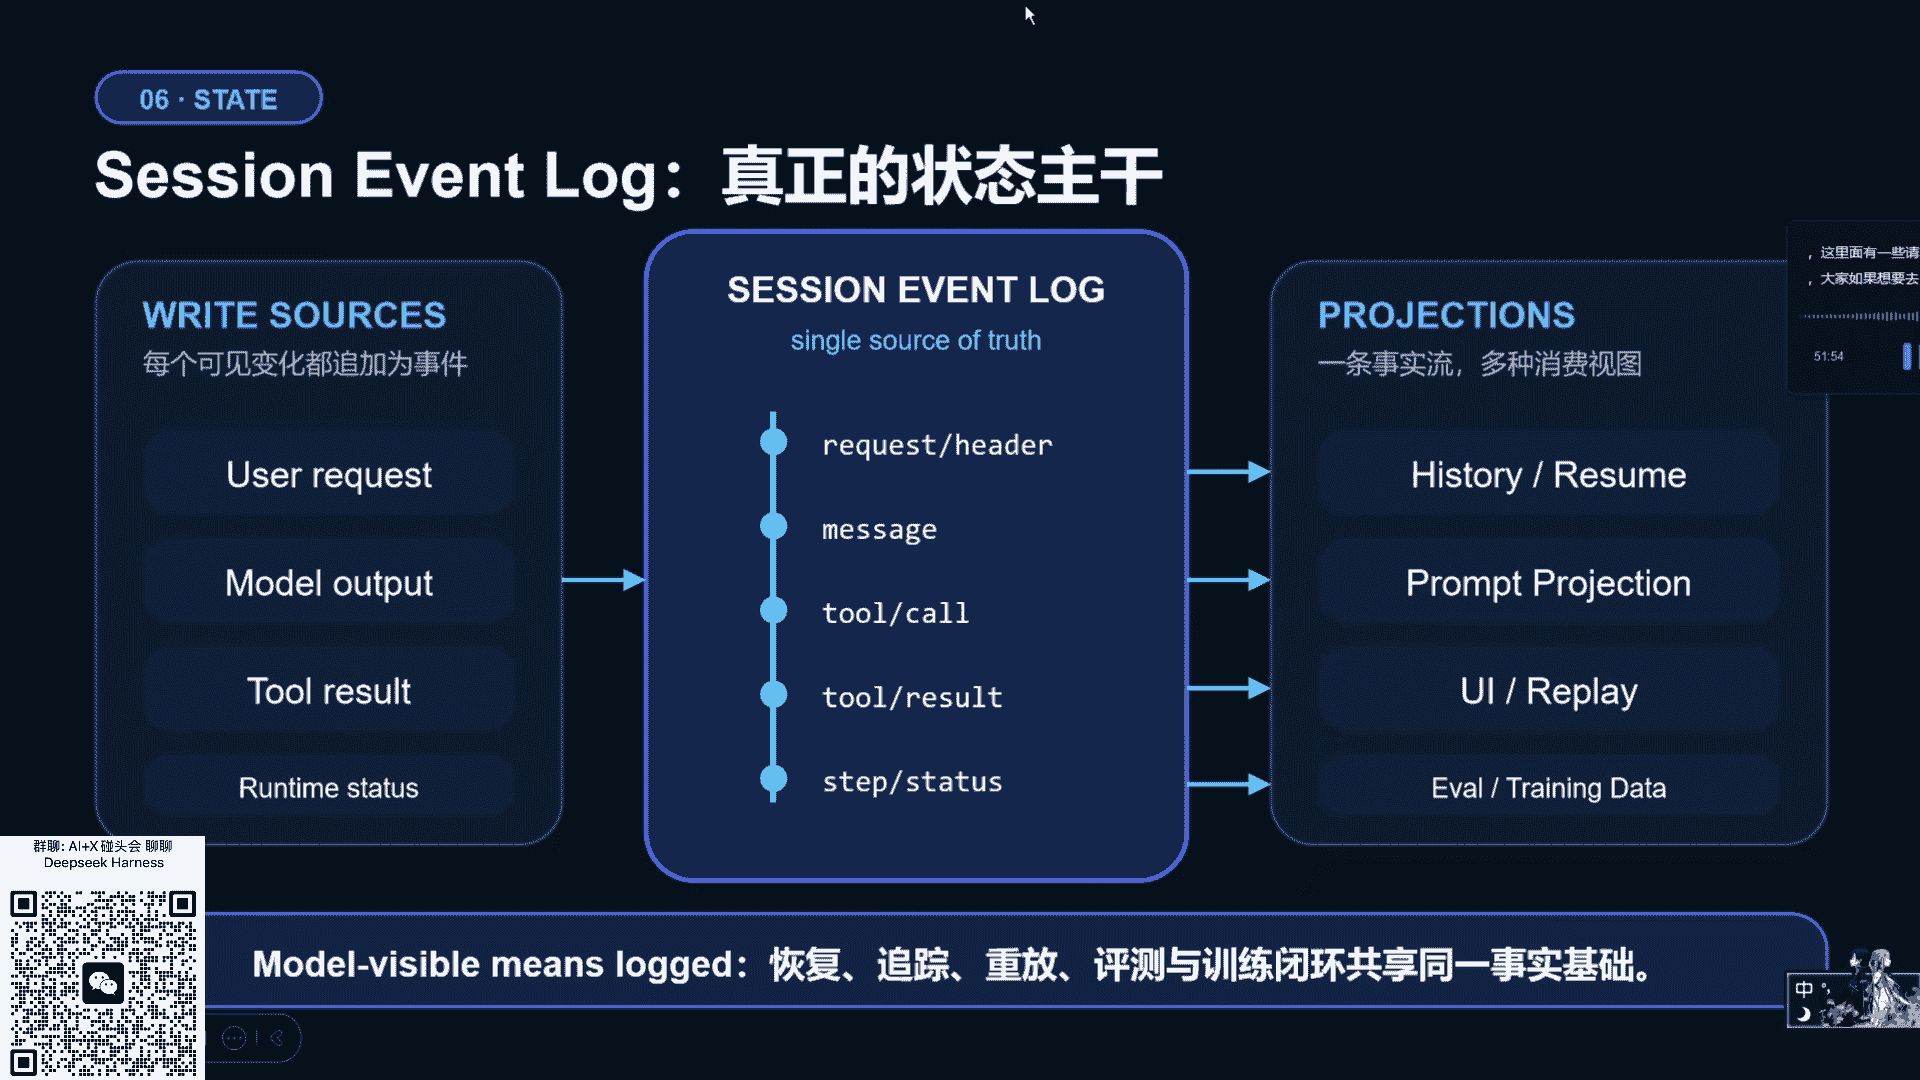 06 · STATE
Session Event Log：真正的状态主干
WRITE SOURCES
每个可见变化都追加为事件
User request
Model output
Tool result
Runtime status
SESSION EVENT LOG
single source of truth
request/header
message
tool/call
tool/result
step/status
PROJECTIONS
一条事实流，多种消费视图
History / Resume
Prompt Projection
UI / Replay
Eval / Training Data
，这里面有一些请
，大家如果想要去
51:54
Model-visible means logged：恢复、追踪、重放、评测与训练闭环共享同一事实基础。
群聊: AI+X 碰头会 聊聊
Deepseek Harness
中 °,